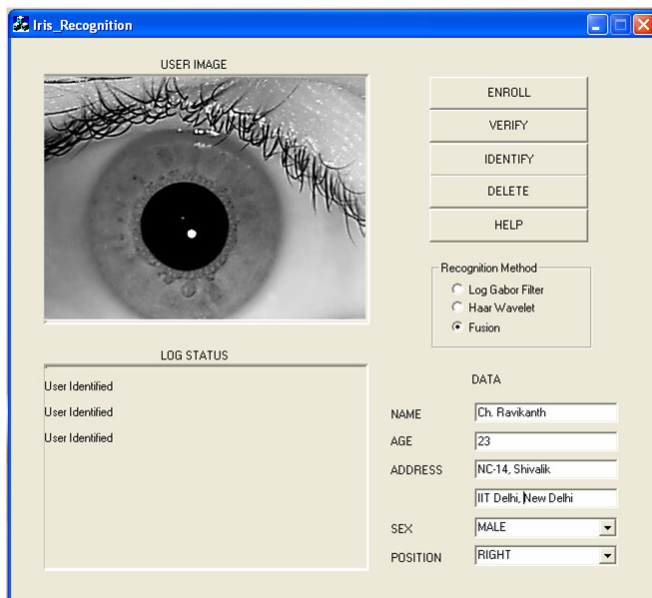 Iris_Recognition
USER IMAGE
ENROLL
VERIFY
IDENTIFY
DELETE
HELP
Recognition Method
Log Gabor Filter
Haar Wavelet
Fusion
LOG STATUS
User Identified
User Identified
User Identified
DATA
NAME Ch. Ravikanth
AGE 23
ADDRESS NC-14, Shivalik
IIT Delhi, New Delhi
SEX MALE
POSITION RIGHT